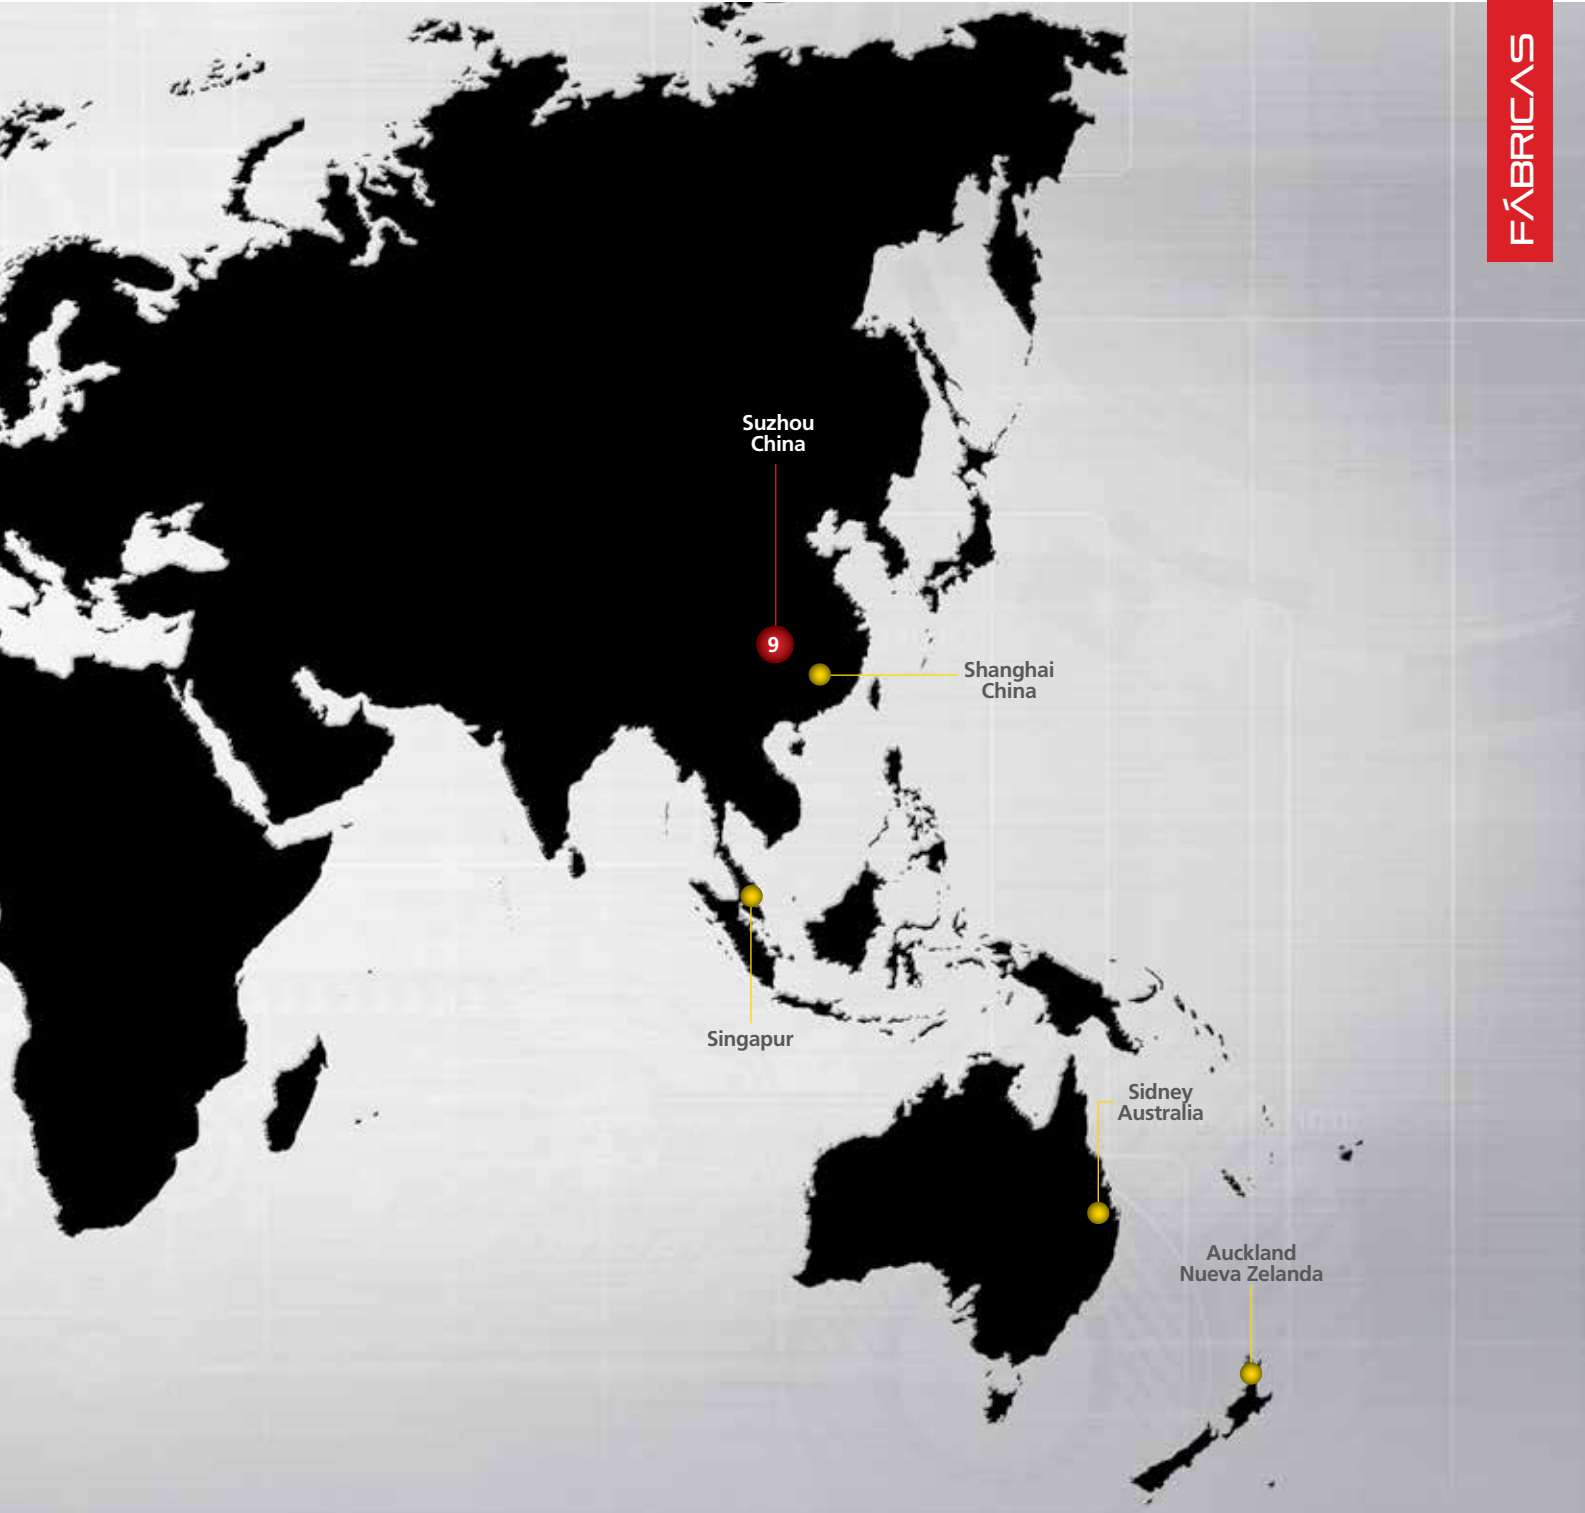 FÁBRICAS
Suzhou
China
9
Shanghai
China
Singapur
Sidney
Australia
Auckland
Nueva Zelanda